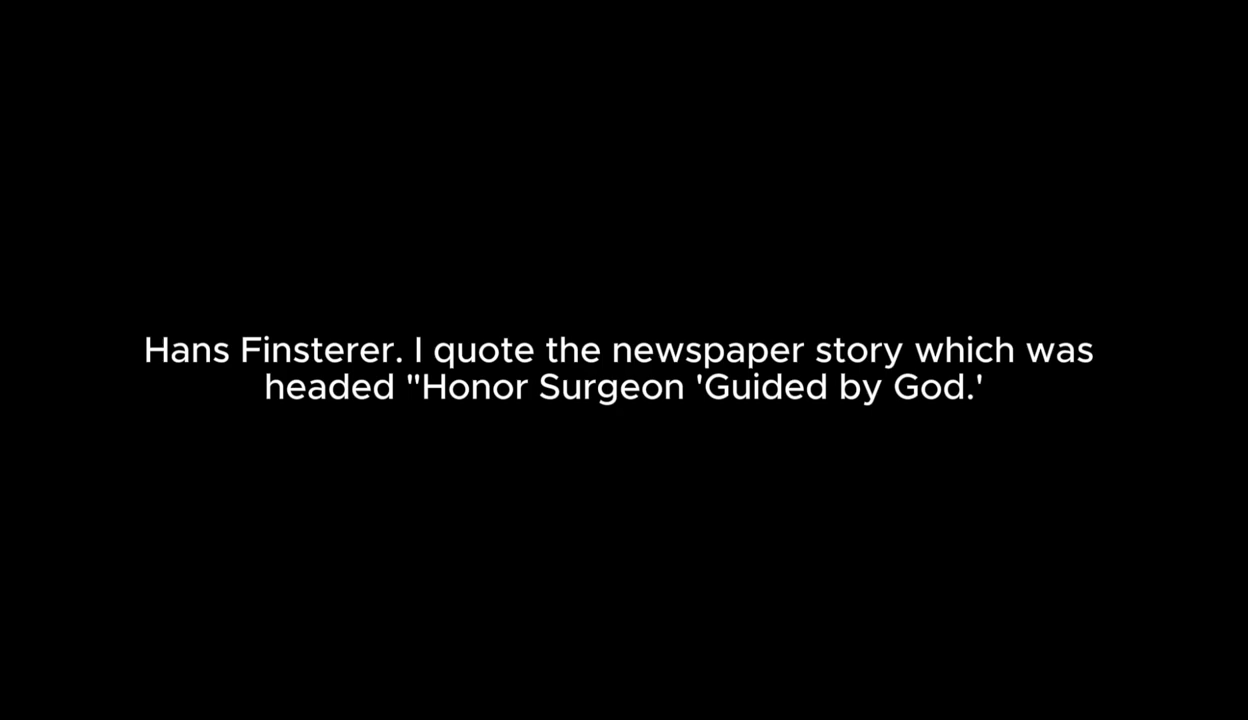 Hans Finsterer. I quote the newspaper story which was
headed "Honor Surgeon 'Guided by God.'